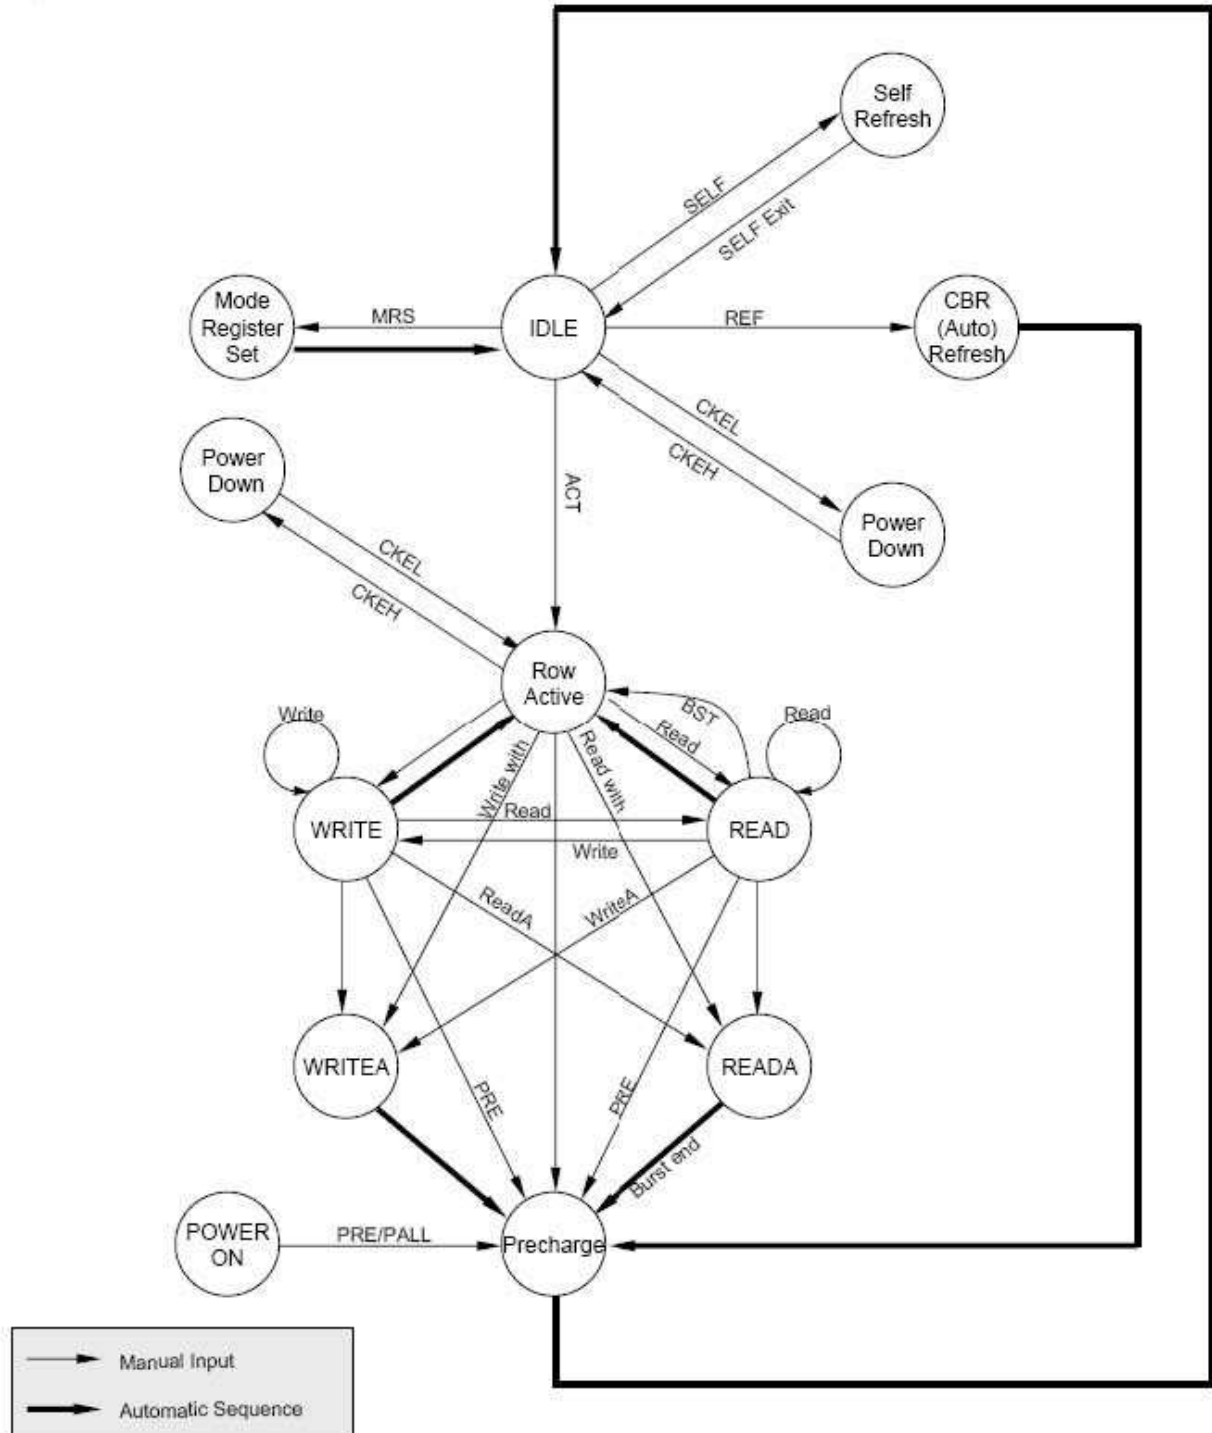 Self
Refresh
SELF
SELF Exit
Mode
Register
Set
MRS
IDLE
REF
CBR
(Auto)
Refresh
CKEL
CKEH
Power
Down
ACT
Power
Down
CKEL
CKEH
Row
Active
Write
BST
Read
Read
Write with
Read with
WRITE
Read
Write
READ
ReadA
WriteA
WRITEA
READA
PRE
PRE
Burst end
POWER
ON
PRE/PALL
Precharge
Manual Input
Automatic Sequence